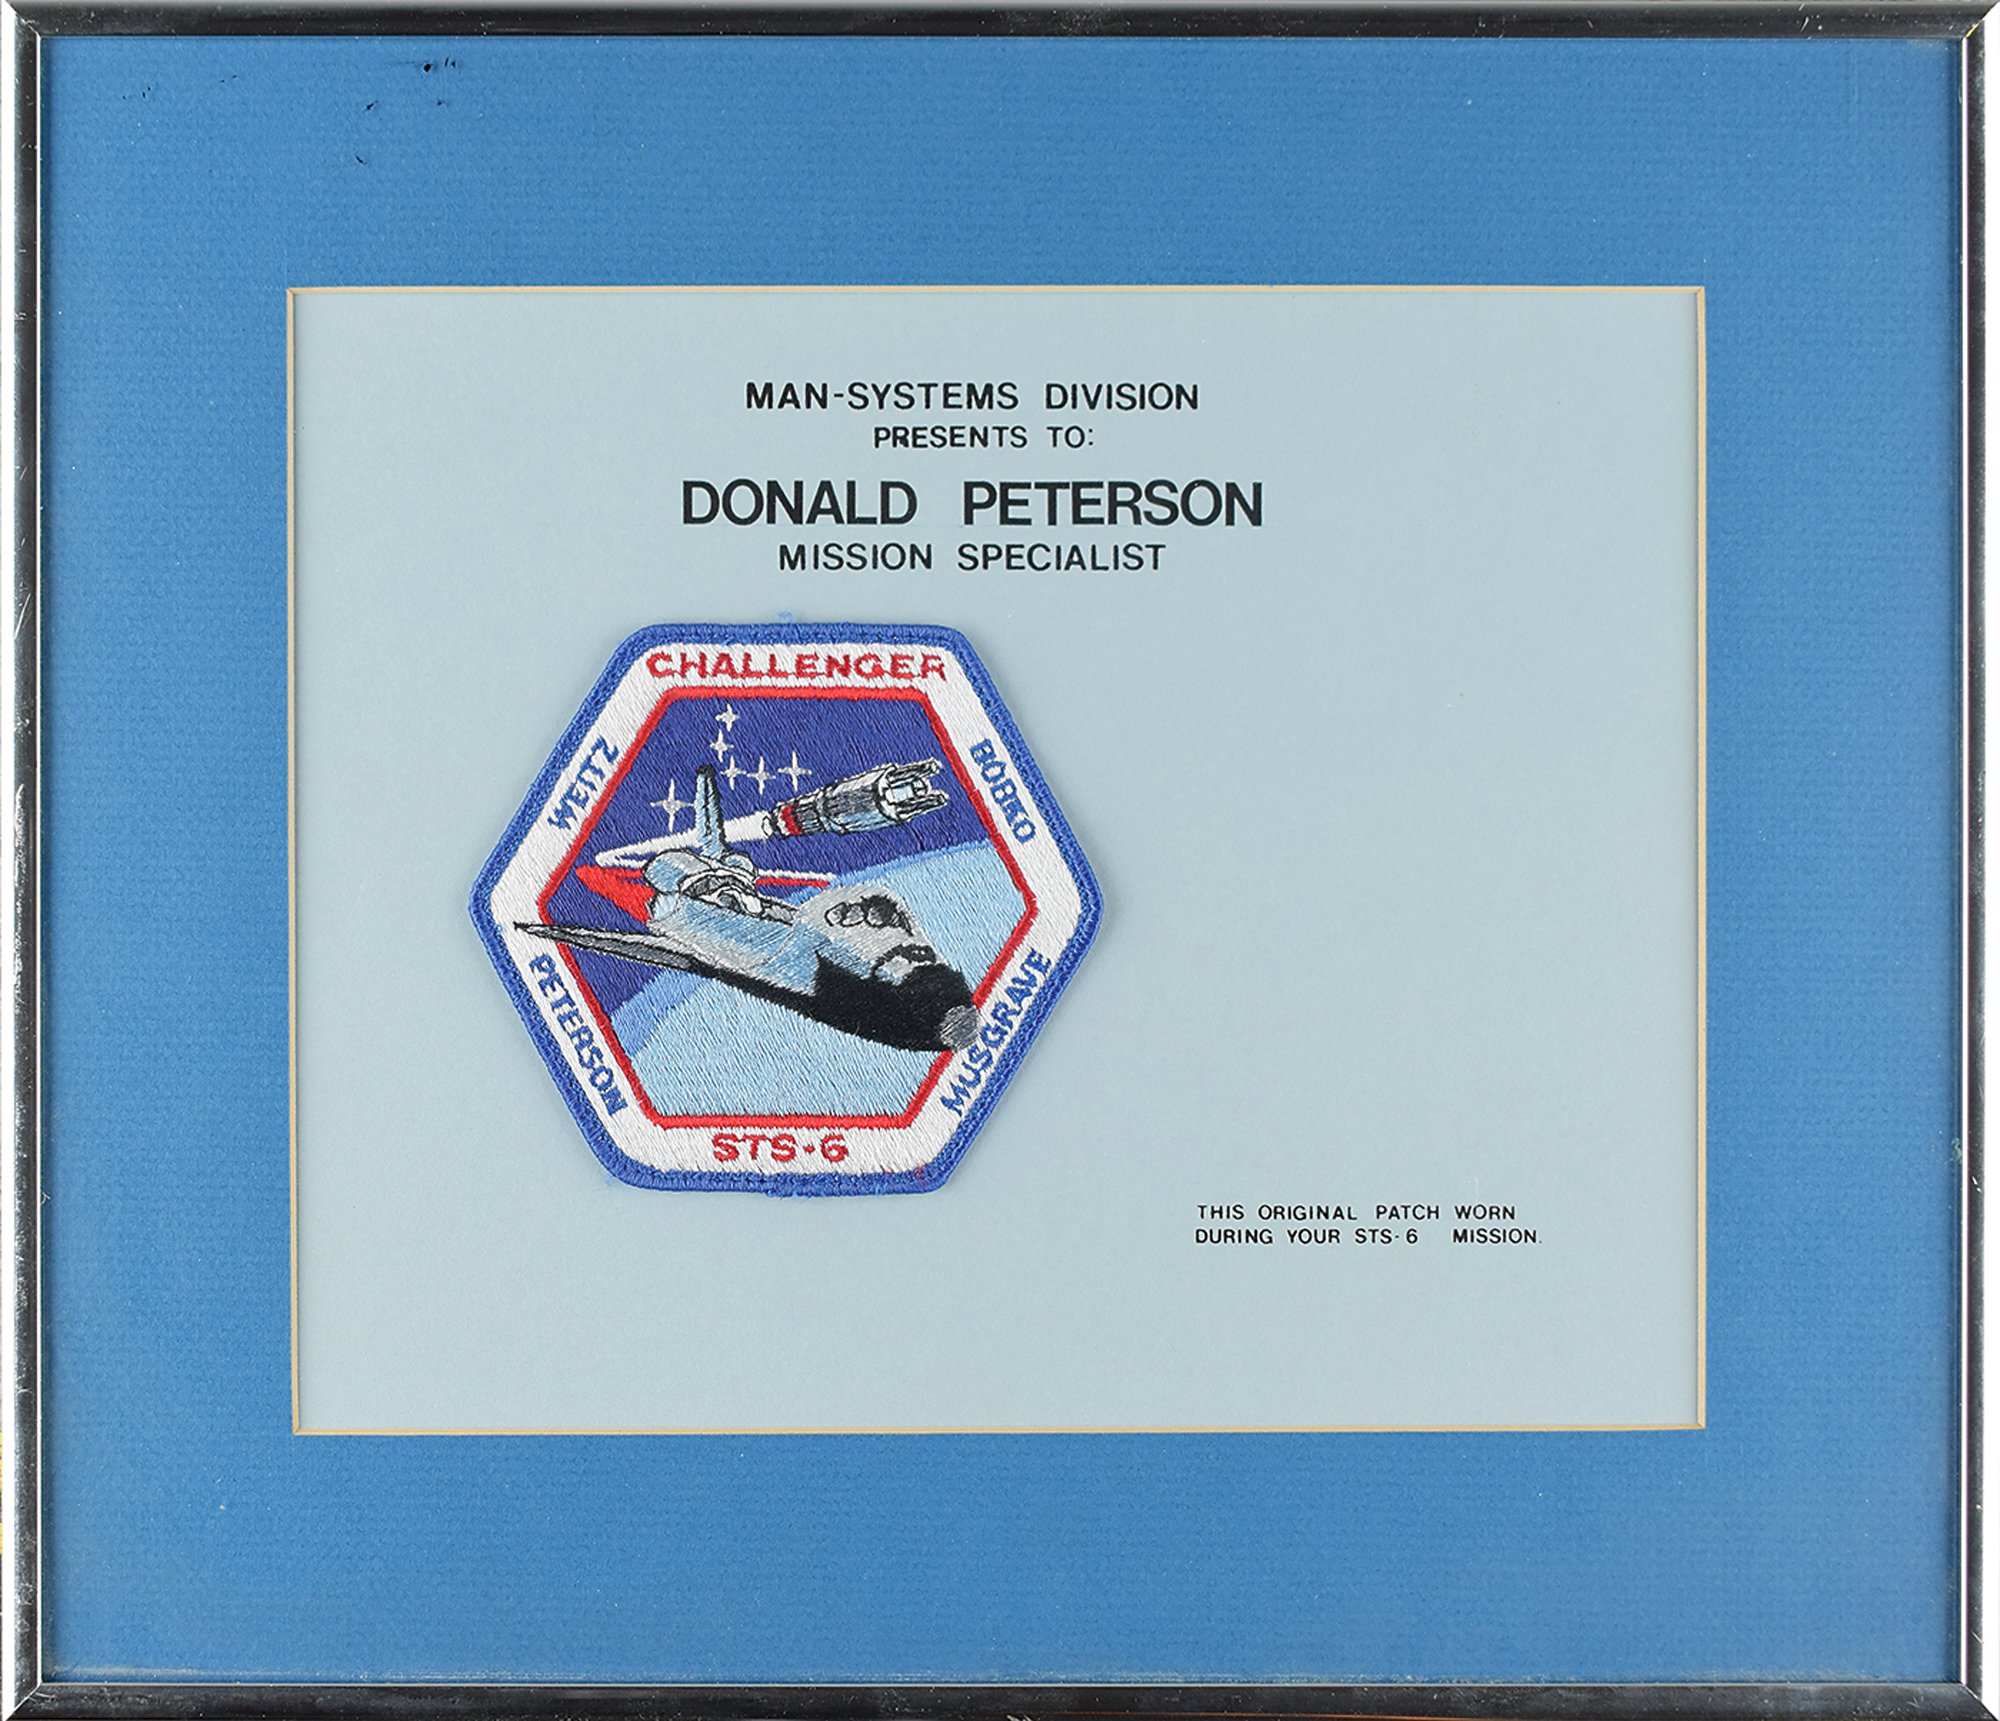 MAN-SYSTEMS DIVISION
PRESENTS TO:
DONALD PETERSON
MISSION SPECIALIST
CHALLENGER
WEITZ
BOBKO
PETERSON
MUSGRAVE
STS-6
THIS ORIGINAL PATCH WORN
DURING YOUR STS-6 MISSION.